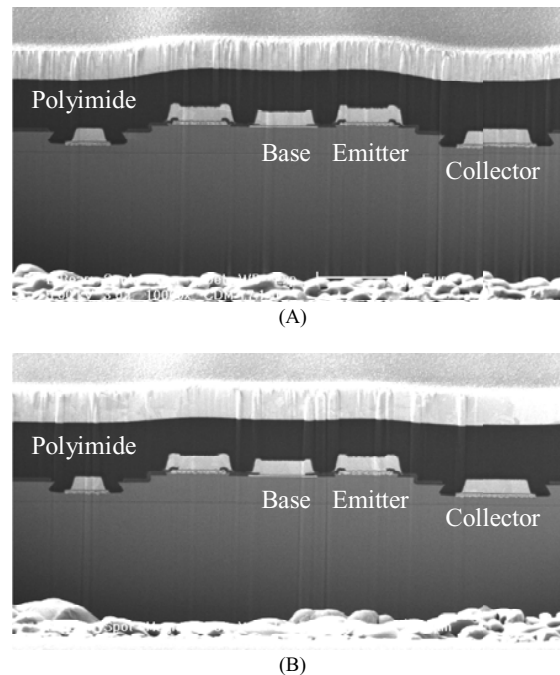 Polyimide
Base Emitter
Collector
(A)
Polyimide
Base Emitter
Collector
(B)